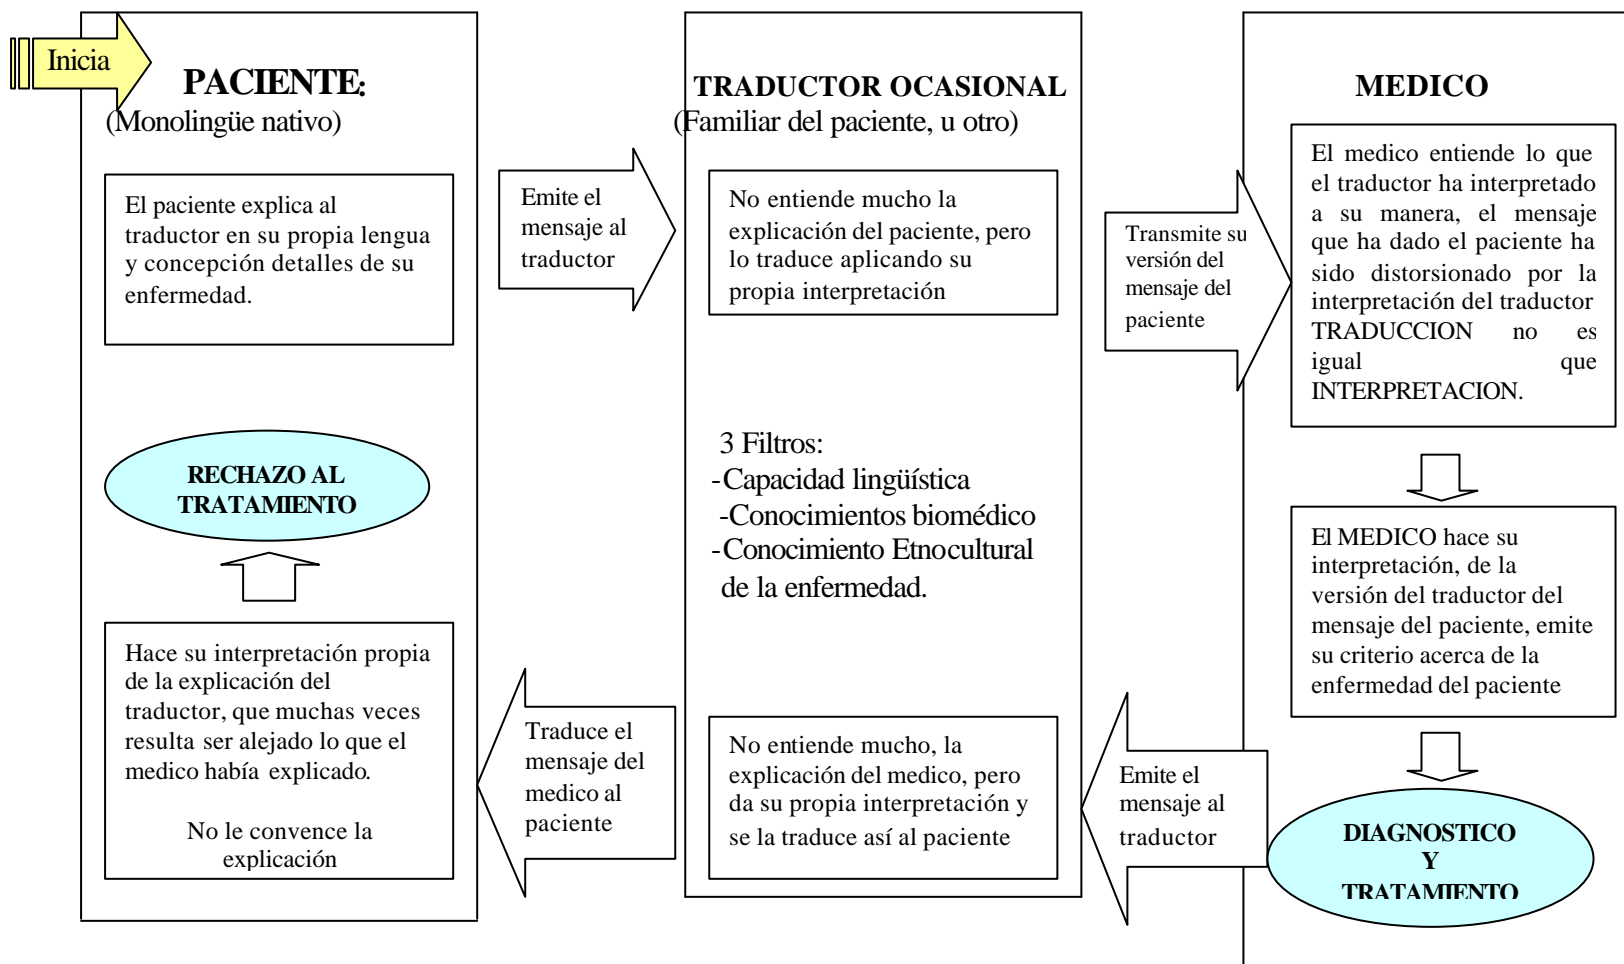 Inicia
PACIENTE:
(Monolingüe nativo)
El paciente explica al
traductor en su propia lengua
y concepción detalles de su
enfermedad.
Emite el
mensaje al
traductor
TRADUCTOR OCASIONAL
(Familiar del paciente, u otro)
No entiende mucho la
explicación del paciente, pero
lo traduce aplicando su
propia interpretación
3 Filtros:
-Capacidad lingüística
-Conocimientos biomédico
-Conocimiento Etnocultural
de la enfermedad.
Transmite su
versión del
mensaje del
paciente
MEDICO
El medico entiende lo que
el traductor ha interpretado
a su manera, el mensaje
que ha dado el paciente ha
sido distorsionado por la
interpretación del traductor
TRADUCCION no es
igual que
INTERPRETACION.
El MEDICO hace su
interpretación, de la
versión del traductor del
mensaje del paciente, emite
su criterio acerca de la
enfermedad del paciente
DIAGNOSTICO
Y
TRATAMIENTO
Emite el
mensaje al
traductor
No entiende mucho, la
explicación del medico, pero
da su propia interpretación y
se la traduce así al paciente
Traduce el
mensaje del
medico al
paciente
Hace su interpretación propia
de la explicación del
traductor, que muchas veces
resulta ser alejado lo que el
medico había explicado.
No le convence la
explicación
RECHAZO AL
TRATAMIENTO